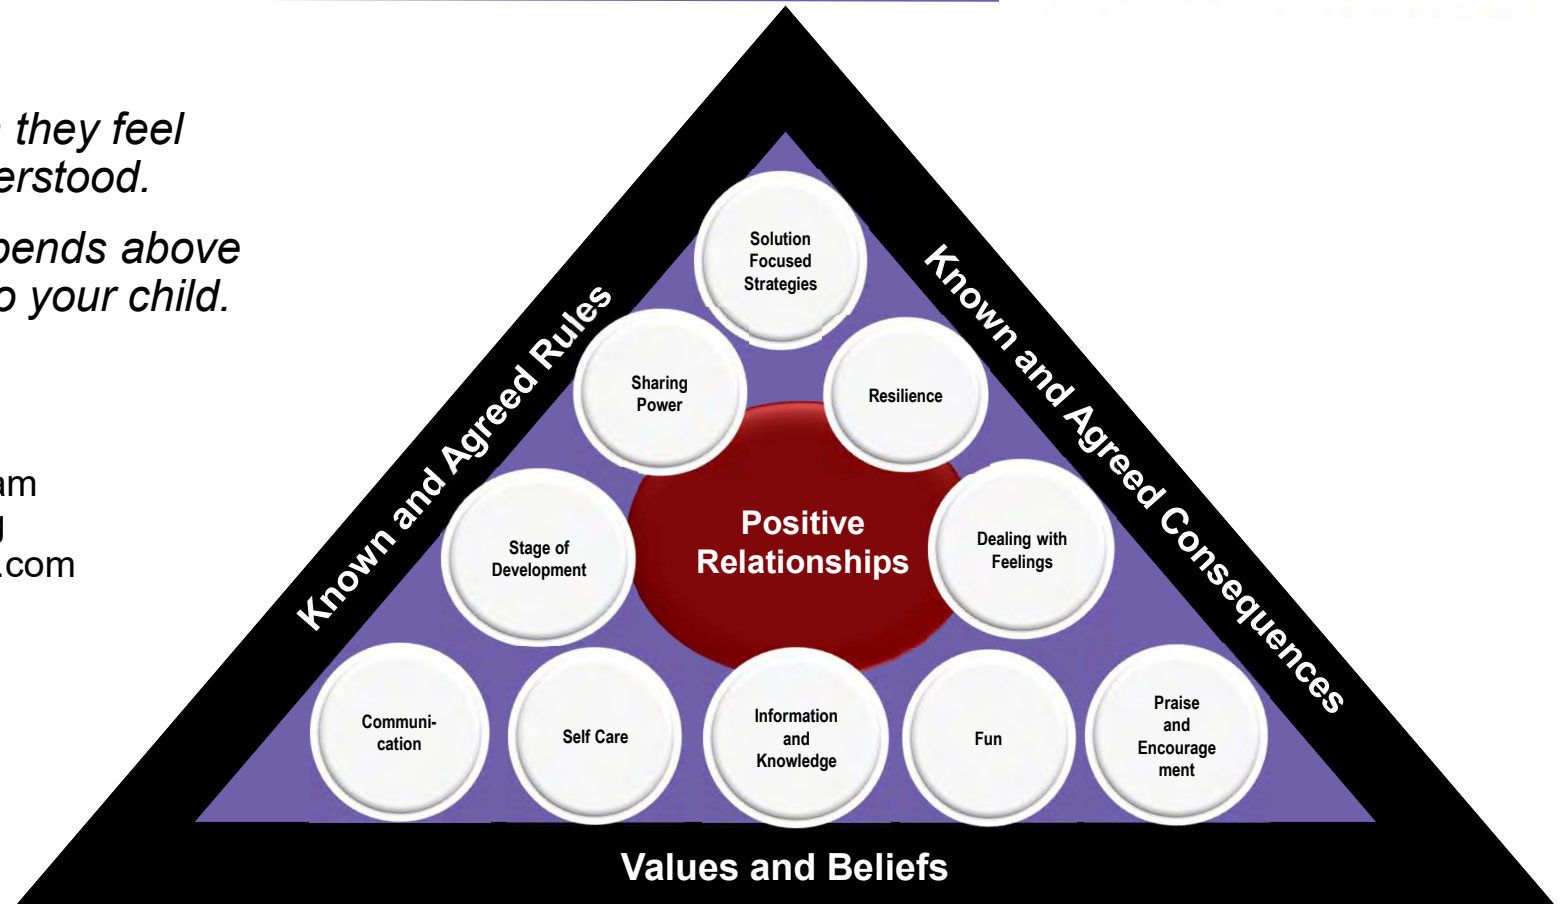 they feel
erstood.
ends above
o your child.
am
.com
Solution
Focused
Strategies
Sharing
Power
Resilience
Known and Agreed Rules
Known and Agreed Consequences
Positive
Relationships
Stage of
Development
Dealing with
Feelings
Communi-
cation
Self Care
Information
and
Knowledge
Fun
Praise
and
Encourage
ment
Values and Beliefs